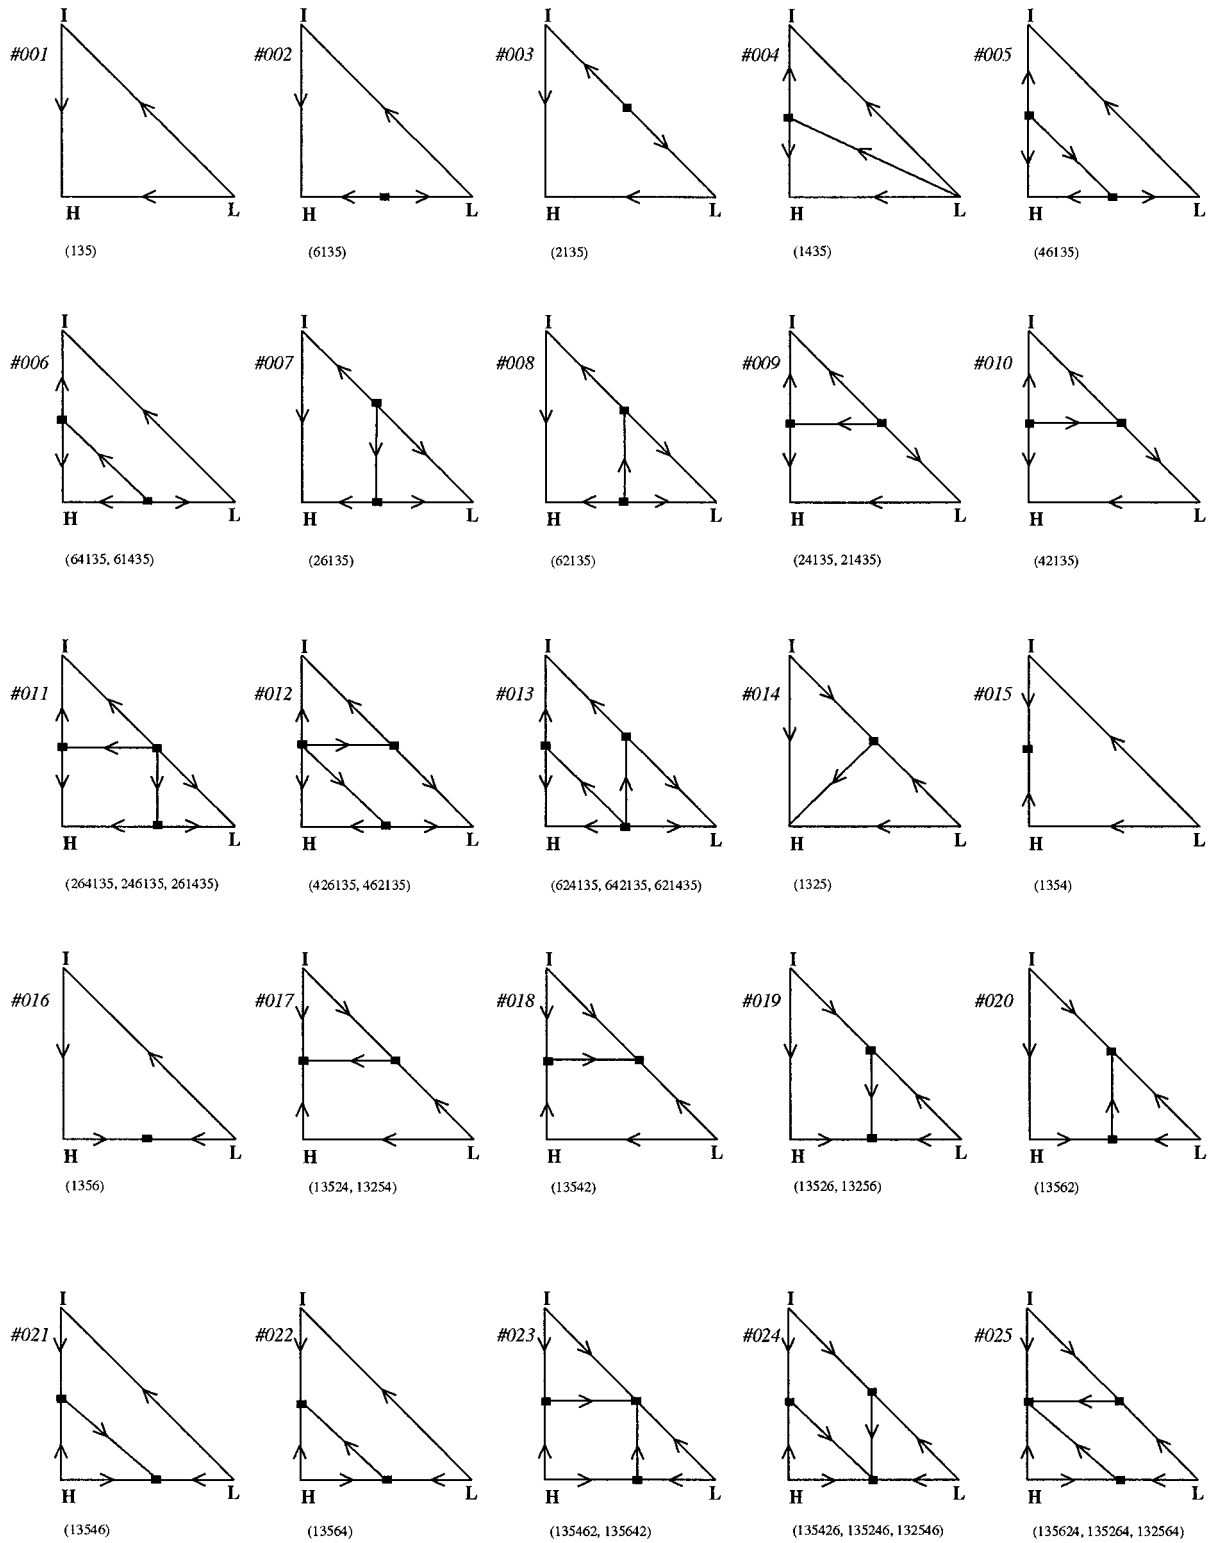 I I I I I
#001 #002 #003 #004 #005
H L H L H L H L H L
(135) (6135) (2135) (1435) (46135)
I I I I I
#006 #007 #008 #009 #010
H L H L H L H L H L
(64135, 61435) (26135) (62135) (24135, 21435) (42135)
I I I I I
#011 #012 #013 #014 #015
H L H L H L H L H L
(264135, 246135, 261435) (426135, 462135) (624135, 642135, 621435) (1325) (1354)
I I I I I
#016 #017 #018 #019 #020
H L H L H L H L H L
(1356) (13524, 13254) (13542) (13526, 13256) (13562)
I I I I I
#021 #022 #023 #024 #025
H L H L H L H L H L
(13546) (13564) (135462, 135642) (135426, 135246, 132546) (135624, 135264, 132564)